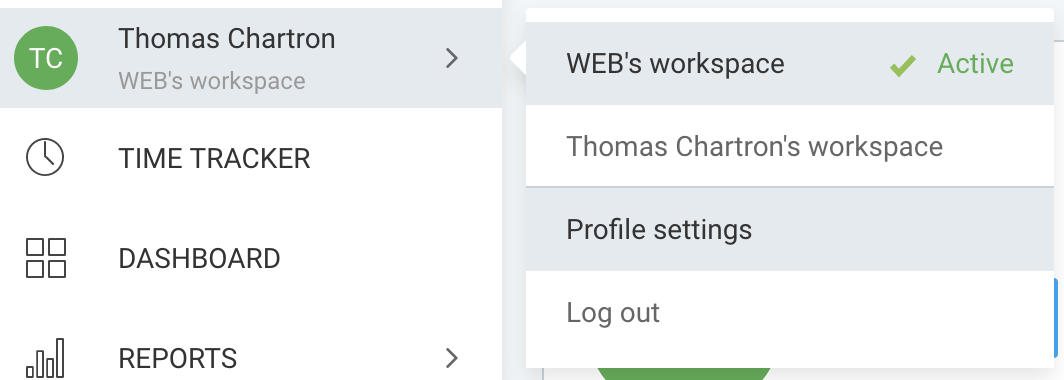 TC
Thomas Chartron
WEB's workspace
TIME TRACKER
DASHBOARD
REPORTS
WEB's workspace
Active
Thomas Chartron's workspace
Profile settings
Log out